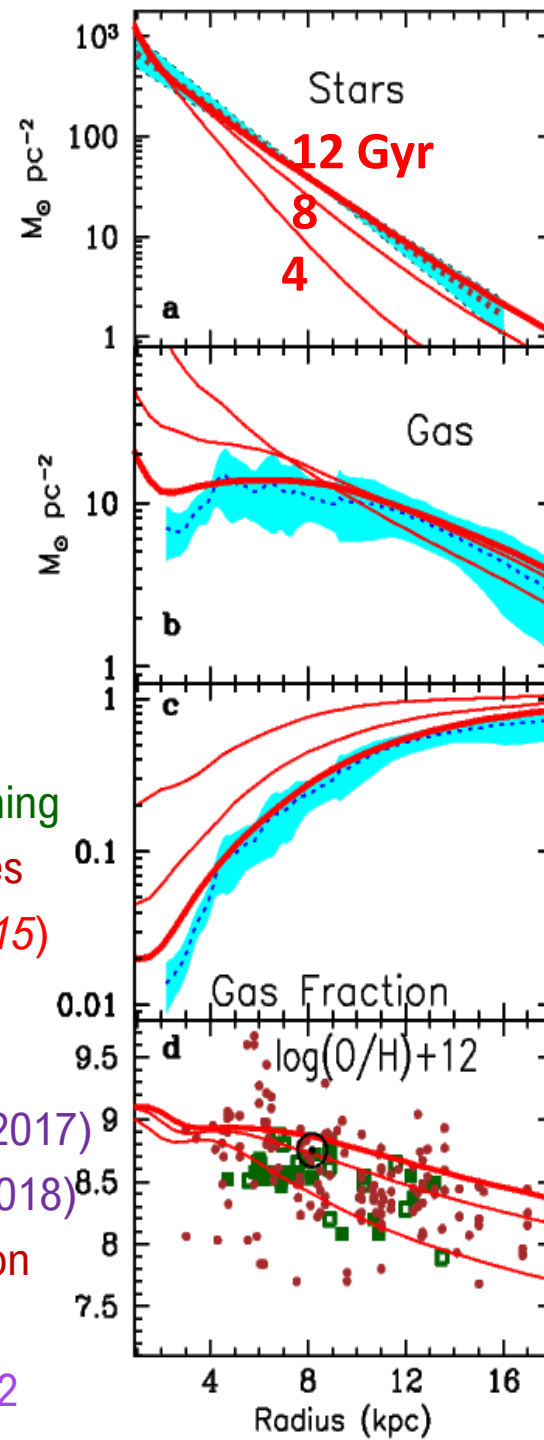 10³
Stars
100
12 Gyr
M⊙ pc⁻²
8
10
4
1
a
Gas
10
M⊙ pc⁻²
b
1
1
c
ning
0.1
es
15)
0.01
Gas Fraction
d
log(O/H)+12
9.5
2017)
9
018)
8.5
on
8
7.5
2
4 8 12 16
Radius (kpc)